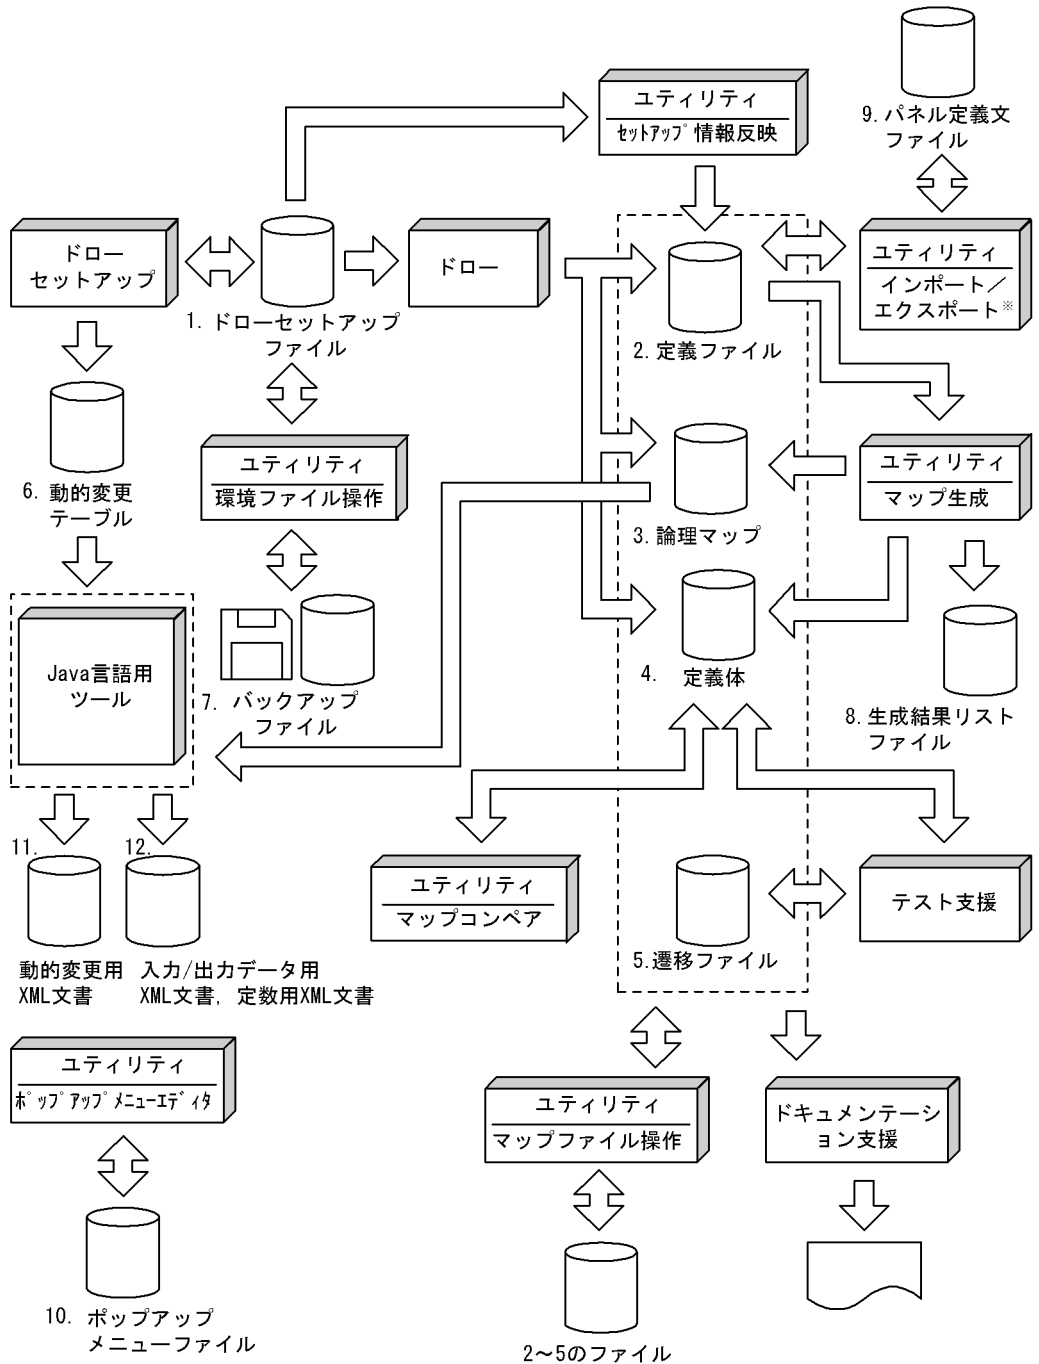 ユティリティ
セットアップ情報反映
9. パネル定義文
ファイル
ドロー
セットアップ
1. ドローセットアップ
ファイル
ドロー
2. 定義ファイル
ユティリティ
インポート／
エクスポート※
6. 動的変更
テーブル
ユティリティ
環境ファイル操作
3. 論理マップ
ユティリティ
マップ生成
Java言語用
ツール
7. バックアップ
ファイル
4. 定義体
8. 生成結果リスト
ファイル
11.
12.
動的変更用
XML文書
入力/出力データ用
XML文書，定数用XML文書
ユティリティ
マップコンペア
5. 遷移ファイル
テスト支援
ユティリティ
ポップアップメニューエディタ
10. ポップアップ
メニューファイル
ユティリティ
マップファイル操作
2～5のファイル
ドキュメンテーシ
ョン支援